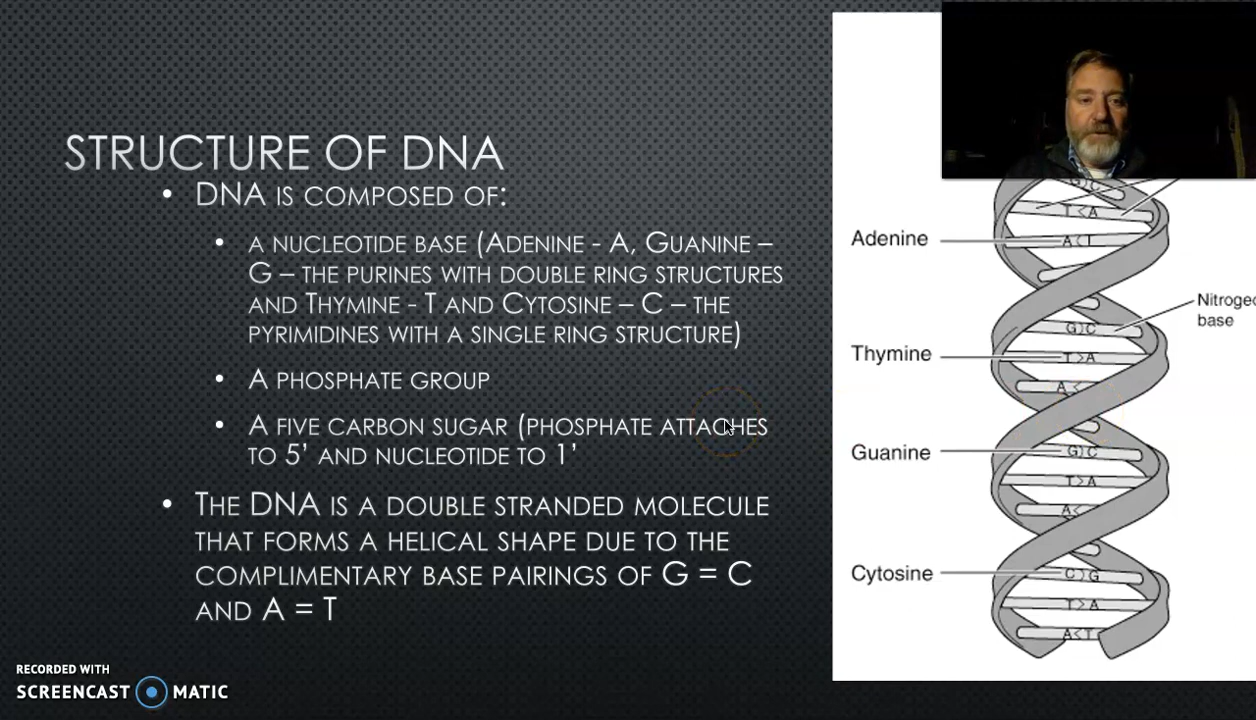 STRUCTURE OF DNA
• DNA IS COMPOSED OF:
• A NUCLEOTIDE BASE (ADENINE - A, GUANINE –
G – THE PURINES WITH DOUBLE RING STRUCTURES
AND THYMINE - T AND CYTOSINE – C – THE
PYRIMIDINES WITH A SINGLE RING STRUCTURE)
• A PHOSPHATE GROUP
• A FIVE CARBON SUGAR (PHOSPHATE ATTACHES
TO 5’ AND NUCLEOTIDE TO 1’
• THE DNA IS A DOUBLE STRANDED MOLECULE
THAT FORMS A HELICAL SHAPE DUE TO THE
COMPLIMENTARY BASE PAIRINGS OF G = C
AND A = T
RECORDED WITH
SCREENCAST MATIC
G C
T A
Adenine
A T
Nitroge
base
G C
Thymine
T A
A
Guanine
G C
T A
A
Cytosine
C G
T A
A T